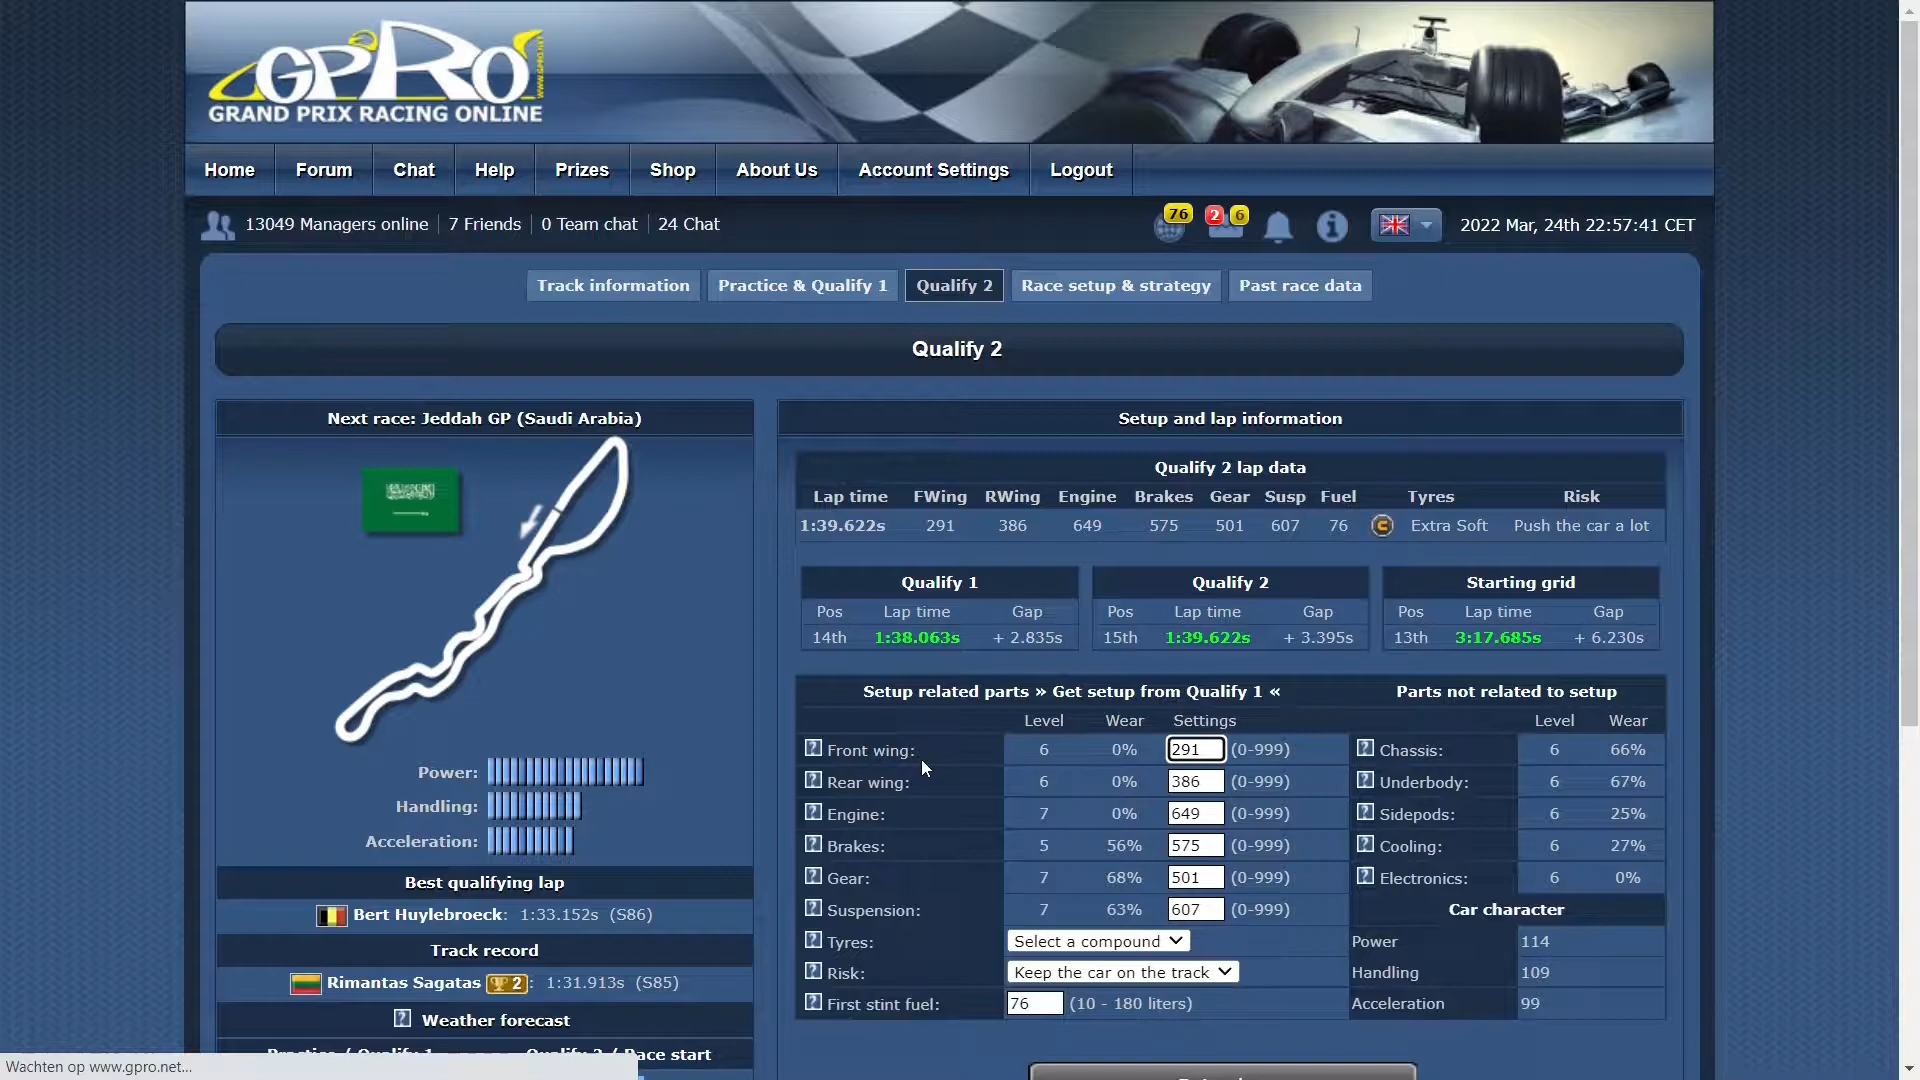 GPRO
WWW.GPRO.NET
GRAND PRIX RACING ONLINE
Home Forum Chat Help Prizes Shop About Us Account Settings Logout
13049 Managers online 7 Friends 0 Team chat 24 Chat 76 2 6 2022 Mar, 24th 22:57:41 CET
Track information Practice & Qualify 1 Qualify 2 Race setup & strategy Past race data
Qualify 2
Next race: Jeddah GP (Saudi Arabia)
Power:
Handling:
Acceleration:
Best qualifying lap
Bert Huylebroeck: 1:33.152s (S86)
Track record
Rimantas Sagatas 2 : 1:31.913s (S85)
? Weather forecast
Practice / Qualify 1 Qualify 2 / Race start
Setup and lap information
Qualify 2 lap data
Lap time FWing RWing Engine Brakes Gear Susp Fuel Tyres Risk
1:39.622s 291 386 649 575 501 607 76 C Extra Soft Push the car a lot
Qualify 1 Qualify 2 Starting grid
Pos Lap time Gap Pos Lap time Gap Pos Lap time Gap
14th 1:38.063s + 2.835s 15th 1:39.622s + 3.395s 13th 3:17.685s + 6.230s
Setup related parts » Get setup from Qualify 1 « Parts not related to setup
Level Wear Settings Level Wear
? Front wing: 6 0% 291 (0-999) ? Chassis: 6 66%
? Rear wing: 6 0% 386 (0-999) ? Underbody: 6 67%
? Engine: 7 0% 649 (0-999) ? Sidepods: 6 25%
? Brakes: 5 56% 575 (0-999) ? Cooling: 6 27%
? Gear: 7 68% 501 (0-999) ? Electronics: 6 0%
? Suspension: 7 63% 607 (0-999) Car character
? Tyres: Select a compound Power 114
? Risk: Keep the car on the track Handling 109
? First stint fuel: 76 (10 - 180 liters) Acceleration 99
Wachten op www.gpro.net...